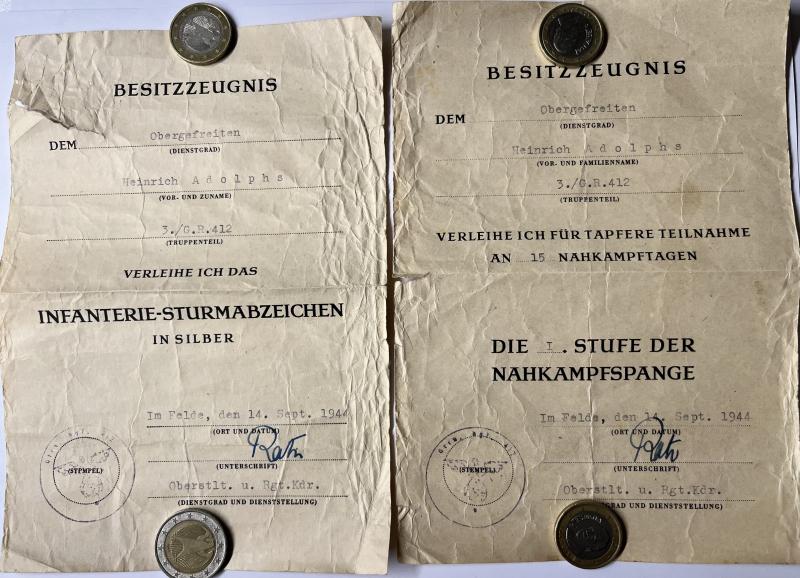 BESITZZEUGNIS
DEM
Obergefreiten
(DIENSTGRAD)
Heinrich Adolphs
(VOR- UND ZUNAME)
3./G.R.412
(TRUPPENTEIL)
VERLEIHE ICH DAS
INFANTERIE-STURMABZEICHEN
IN SILBER
Im Felde, den 14. Sept. 1944
(ORT UND DATUM)
(UNTERSCHRIFT)
(STPMPEL)
Oberstlt. u. Rgt.Kdr.
(DIENSTGRAD UND DIENSTSTELLUNG)
BESITZZEUGNIS
DEM
Obergefreiten
(DIENSTGRAD)
Heinrich Adolphs
(VOR- UND FAMILIENNAME)
3./G.R.412
(TRUPPENTEIL)
VERLEIHE ICH FÜR TAPFERE TEILNAHME
AN 15 NAHKAMPFTAGEN
DIE I. STUFE DER
NAHKAMPFSPANGE
Im Felde, den 14. Sept. 1944
(ORT UND DATUM)
(UNTERSCHRIFT)
(STEMPEL)
Oberstlt. u. Rgt.Kdr.
GRAD UND DIENSTSTELLUNG)